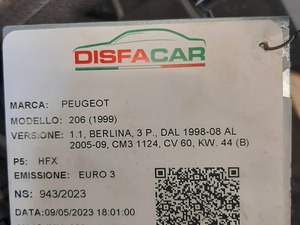 DISFACAR
MARCA: PEUGEOT
MODELLO: 206 (1999)
VERSIONE: 1.1, BERLINA, 3 P., DAL 1998-08 AL
2005-09, CM3 1124, CV 60, KW. 44 (B)
P5: HFX
EMISSIONE: EURO 3
NS: 943/2023
DATA:09/05/2023 18:01:00